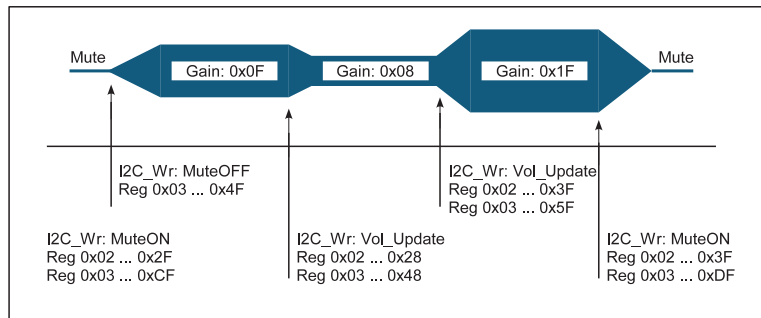 Mute
Gain: 0x0F
Gain: 0x08
Gain: 0x1F
Mute
I2C_Wr: MuteOFF
Reg 0x03 ... 0x4F
I2C_Wr: Vol_Update
Reg 0x02 ... 0x3F
Reg 0x03 ... 0x5F
I2C_Wr: MuteON
Reg 0x02 ... 0x2F
Reg 0x03 ... 0xCF
I2C_Wr: Vol_Update
Reg 0x02 ... 0x28
Reg 0x03 ... 0x48
I2C_Wr: MuteON
Reg 0x02 ... 0x3F
Reg 0x03 ... 0xDF